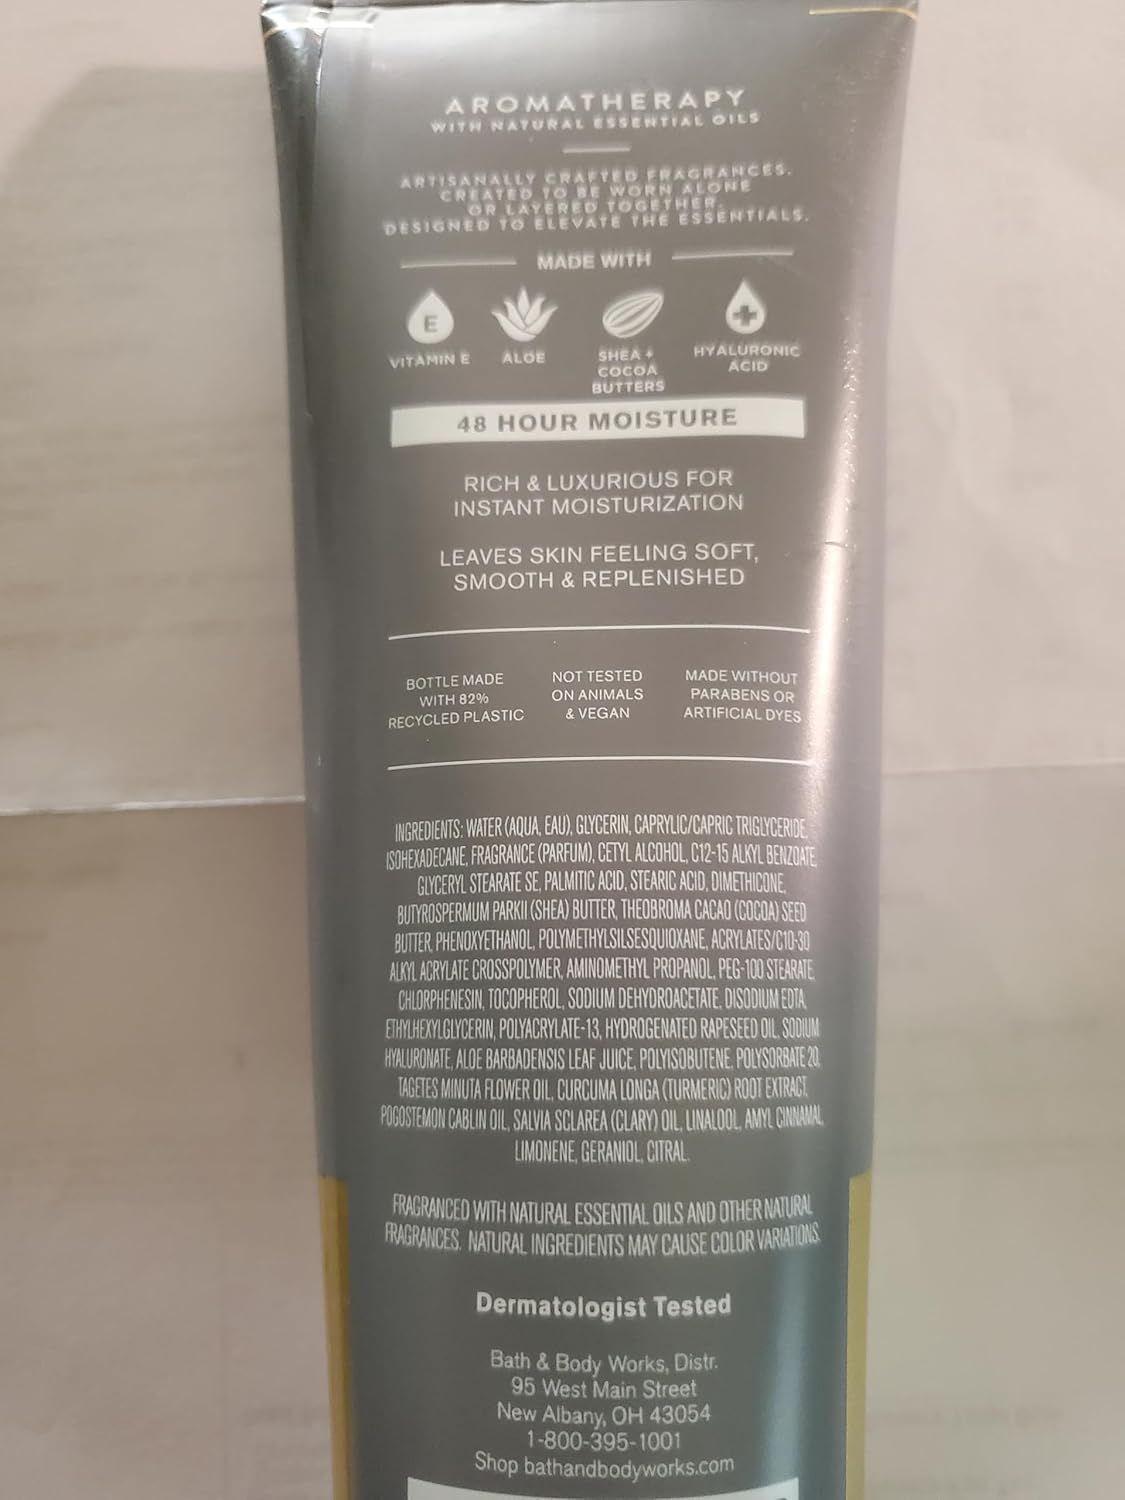 AROMATHERAPY
WITH NATURAL ESSENTIAL OILS
ARTISANALLY CRAFTED FRAGRANCES.
CREATED TO BE WORN ALONE
OR LAYERED TOGETHER.
DESIGNED TO ELEVATE THE ESSENTIALS.
MADE WITH
E
VITAMIN E
ALOE
SHEA +
COCOA
BUTTERS
HYALURONIC
ACID
48 HOUR MOISTURE
RICH & LUXURIOUS FOR
INSTANT MOISTURIZATION
LEAVES SKIN FEELING SOFT,
SMOOTH & REPLENISHED
BOTTLE MADE
WITH 82%
RECYCLED PLASTIC
NOT TESTED
ON ANIMALS
& VEGAN
MADE WITHOUT
PARABENS OR
ARTIFICIAL DYES
INGREDIENTS: WATER (AQUA, EAU), GLYCERIN, CAPRYLIC/CAPRIC TRIGLYCERIDE,
ISOHEXADECANE, FRAGRANCE (PARFUM), CETYL ALCOHOL, C12-15 ALKYL BENZOATE,
GLYCERYL STEARATE SE, PALMITIC ACID, STEARIC ACID, DIMETHICONE,
BUTYROSPERMUM PARKII (SHEA) BUTTER, THEOBROMA CACAO (COCOA) SEED
BUTTER, PHENOXYETHANOL, POLYMETHYLSILSESQUIOXANE, ACRYLATES/C10-30
ALKYL ACRYLATE CROSSPOLYMER, AMINOMETHYL PROPANOL, PEG-100 STEARATE,
CHLORPHENESIN, TOCOPHEROL, SODIUM DEHYDROACETATE, DISODIUM EDTA,
ETHYLHEXYLGLYCERIN, POLYACRYLATE-13, HYDROGENATED RAPESEED OIL, SODIUM
HYALURONATE, ALOE BARBADENSIS LEAF JUICE, POLYISOBUTENE, POLYSORBATE 20,
TAGETES MINUTA FLOWER OIL, CURCUMA LONGA (TURMERIC) ROOT EXTRACT,
POGOSTEMON CABLIN OIL, SALVIA SCLAREA (CLARY) OIL, LINALOOL, AMYL CINNAMAL,
LIMONENE, GERANIOL, CITRAL.
FRAGRANCED WITH NATURAL ESSENTIAL OILS AND OTHER NATURAL
FRAGRANCES. NATURAL INGREDIENTS MAY CAUSE COLOR VARIATIONS.
Dermatologist Tested
Bath & Body Works, Distr.
95 West Main Street
New Albany, OH 43054
1-800-395-1001
Shop bathandbodyworks.com